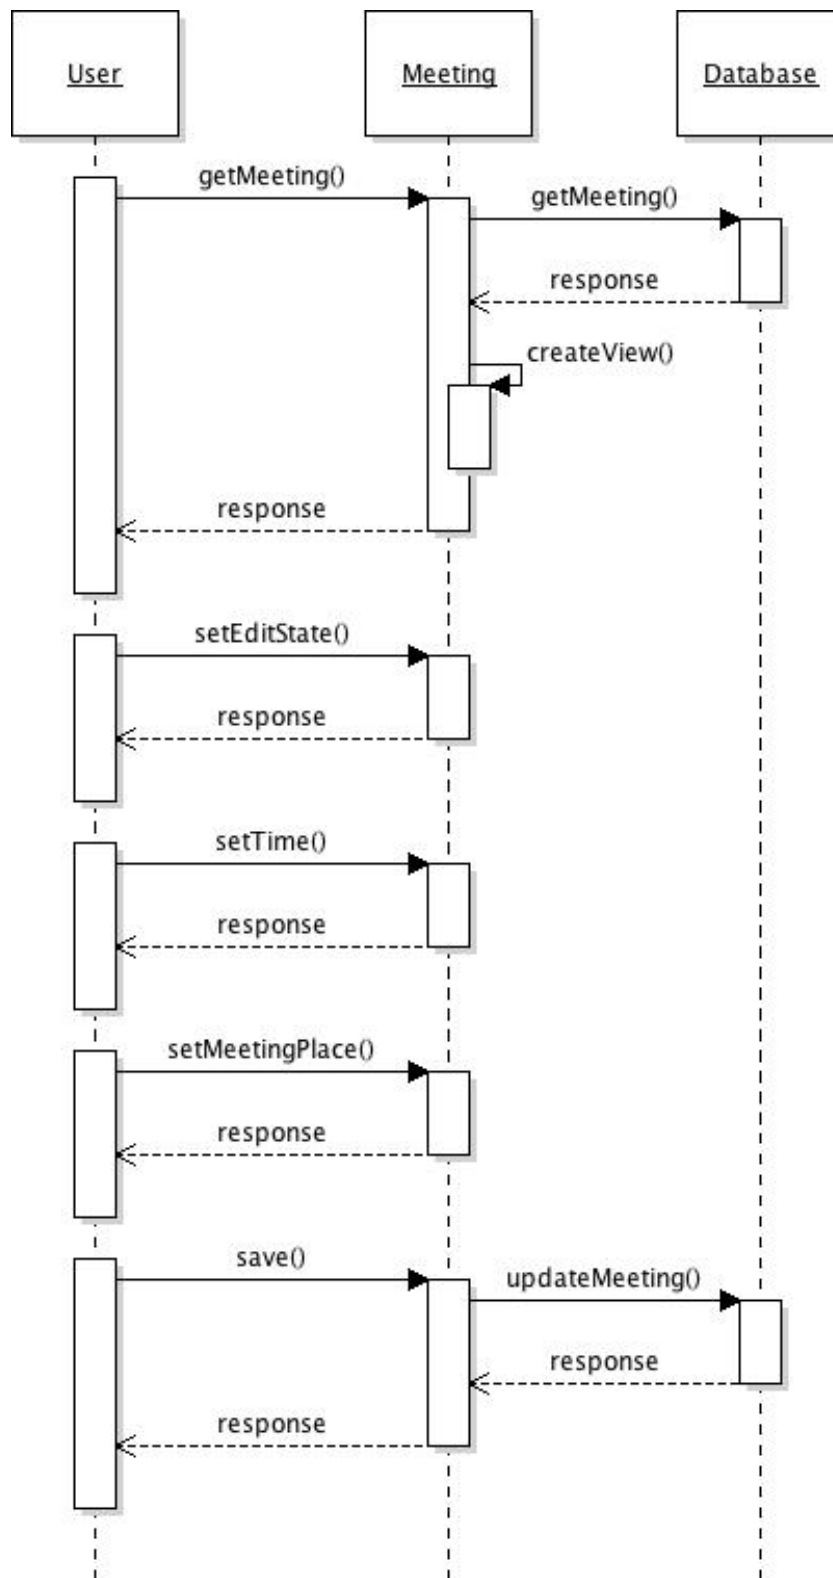 User
Meeting
Database
getMeeting()
getMeeting()
response
createView()
response
setEditState()
response
setTime()
response
setMeetingPlace()
response
save()
updateMeeting()
response
response